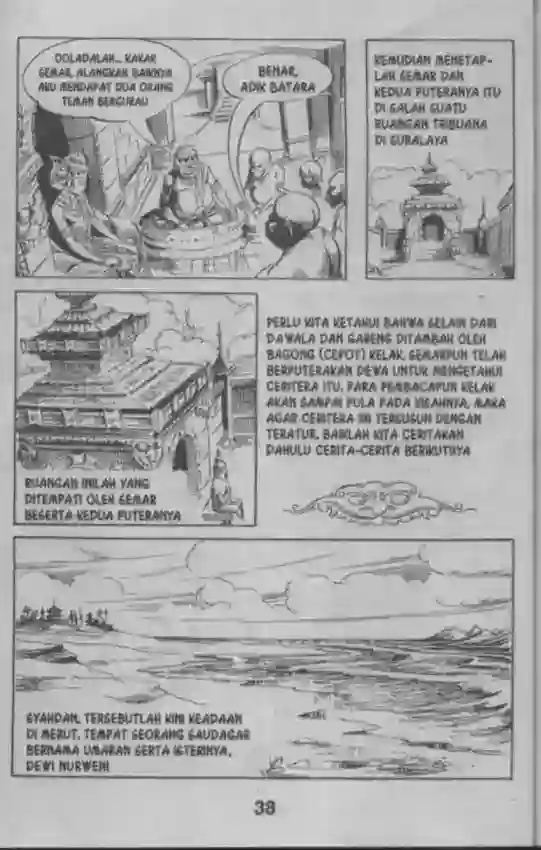 DOLADALAH... KAKAK
SEMAR, ALANGKAH BAIKNYA
AKU MENDAPAT DUA ORANG
TEMAN BERGURAU
BENAR,
ADIK BATARA
KEMUDIAN MENETAP-
LAH SEMAR DAN
KEDUA PUTERANYA ITU
DI SALAH SUATU
RUANGAN TRIBUANA
DI SURALAYA
RUANGAN INILAH YANG
DITEMPATI OLEH SEMAR
BESERTA KEDUA PUTERANYA
PERLU KITA KETAHUI BAHWA SELAIN DARI
DAWALA DAN GARENG DITAMBAH OLEH
BAGONG (CEPOT) KELAK, SEMARPUN TELAH
BERPUTERAKAN DEWA UNTUK MENGETAHUI
CERITERA ITU, PARA PEMBACAPUN KELAK
AKAN SAMPAI PULA PADA KISAHNYA, MAKA
AGAR CERITERA INI TERSUSUN DENGAN
TERATUR, BAIKLAH KITA CERITAKAN
DAHULU CERITA-CERITA BERIKUTNYA
SYAHDAN, TERSEBUTLAH KINI KEADAAN
DI MERUT, TEMPAT SEORANG SAUDAGAR
BERNAMA UMARAN SERTA ISTERINYA,
DEWI NURWENI
38